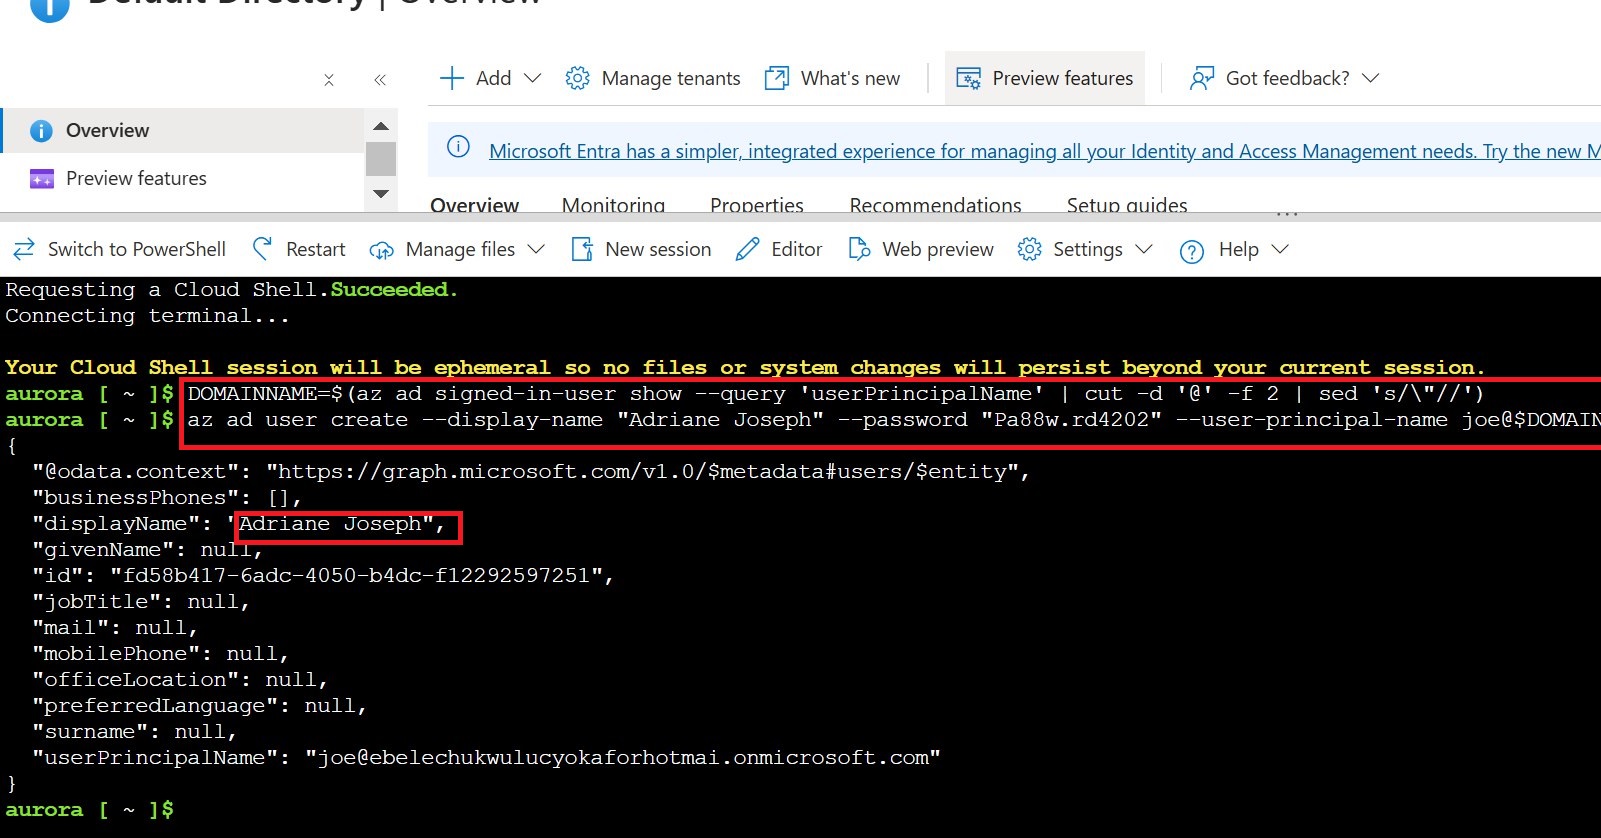 Default Directory | Overview
Add
Manage tenants
What's new
Preview features
Got feedback?
Overview
Preview features
Microsoft Entra has a simpler, integrated experience for managing all your Identity and Access Management needs. Try the new M
Overview
Monitoring
Properties
Recommendations
Setup guides
Switch to PowerShell
Restart
Manage files
New session
Editor
Web preview
Settings
Help
Requesting a Cloud Shell.Succeeded.
Connecting terminal...
Your Cloud Shell session will be ephemeral so no files or system changes will persist beyond your current session.
aurora [ ~ ]$ DOMAINNAME=$(az ad signed-in-user show --query 'userPrincipalName' | cut -d '@' -f 2 | sed 's/\"//')
aurora [ ~ ]$ az ad user create --display-name "Adriane Joseph" --password "Pa88w.rd4202" --user-principal-name joe@$DOMAIN
{
"@odata.context": "https://graph.microsoft.com/v1.0/$metadata#users/$entity",
"businessPhones": [],
"displayName": "Adriane Joseph",
"givenName": null,
"id": "fd58b417-6adc-4050-b4dc-f12292597251",
"jobTitle": null,
"mail": null,
"mobilePhone": null,
"officeLocation": null,
"preferredLanguage": null,
"surname": null,
"userPrincipalName": "joe@ebelechukwulucyokaforhotmai.onmicrosoft.com"
}
aurora [ ~ ]$